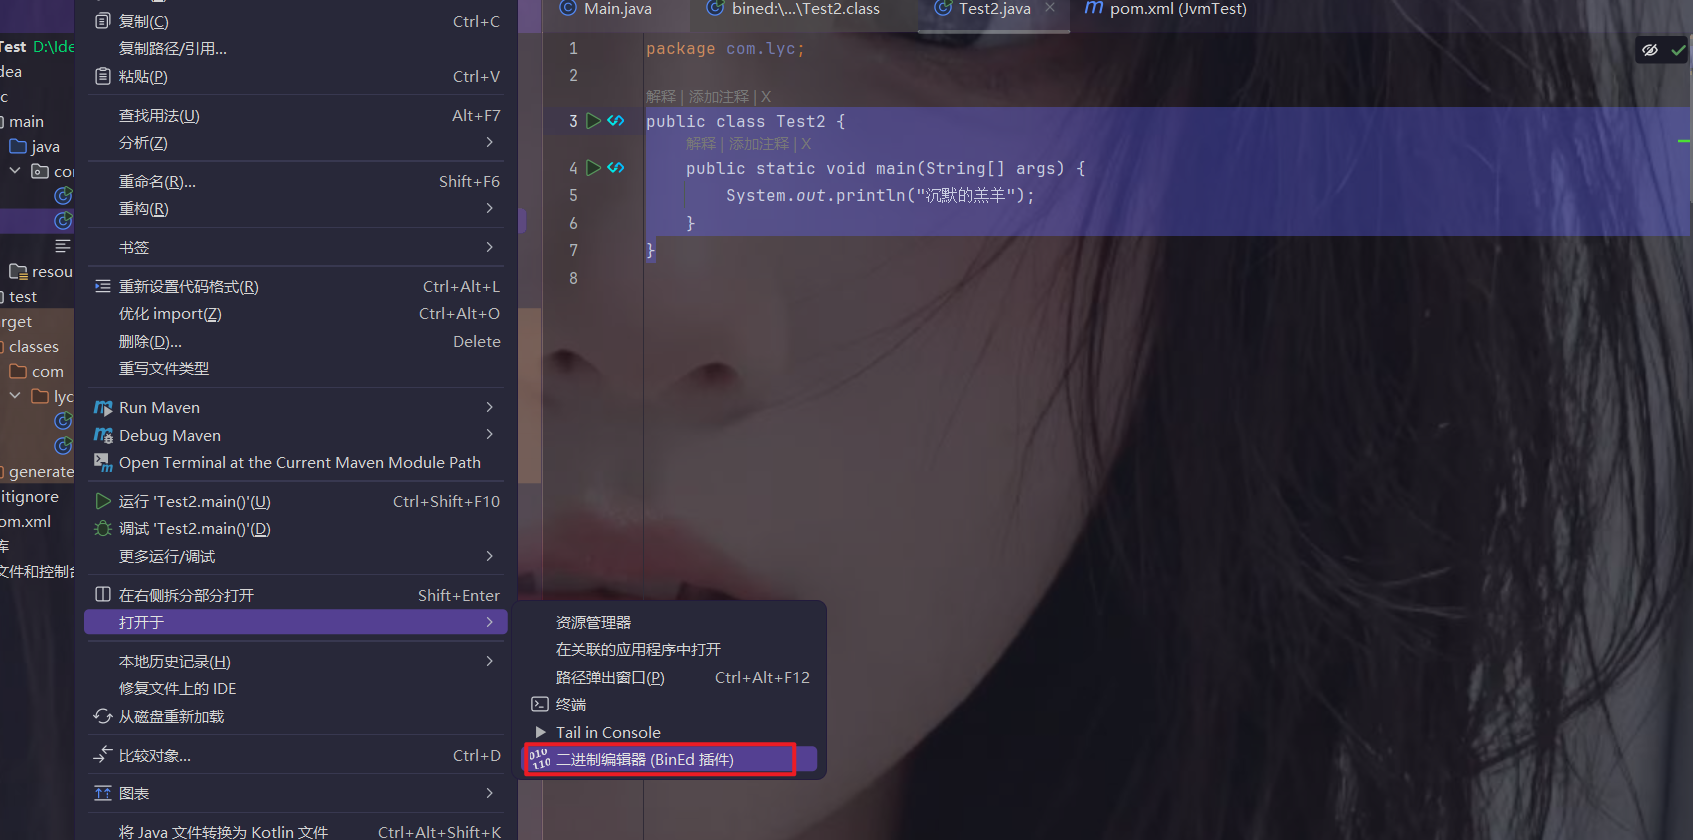 Main.java
bined:\...\Test2.class
Test2.java
pom.xml (JvmTest)
Test D:\Ide
dea
c
main
java
co
resou
test
rget
classes
com
lyc
generate
itignore
om.xml
库
文件和控制台
复制(C) Ctrl+C
复制路径/引用...
粘贴(P) Ctrl+V
查找用法(U) Alt+F7
分析(Z)
重命名(R)... Shift+F6
重构(R)
书签
重新设置代码格式(R) Ctrl+Alt+L
优化 import(Z) Ctrl+Alt+O
删除(D)... Delete
重写文件类型
Run Maven
Debug Maven
Open Terminal at the Current Maven Module Path
运行 'Test2.main()'(U) Ctrl+Shift+F10
调试 'Test2.main()'(D)
更多运行/调试
在右侧拆分部分打开 Shift+Enter
打开于
本地历史记录(H)
修复文件上的 IDE
从磁盘重新加载
比较对象... Ctrl+D
图表
将 Java 文件转换为 Kotlin 文件 Ctrl+Alt+Shift+K
资源管理器
在关联的应用程序中打开
路径弹出窗口(P) Ctrl+Alt+F12
终端
Tail in Console
二进制编辑器 (BinEd 插件)
1 package com.lyc;
2
解释 | 添加注释 | X
3 public class Test2 {
解释 | 添加注释 | X
4 public static void main(String[] args) {
5 System.out.println("沉默的羔羊");
6 }
7 }
8